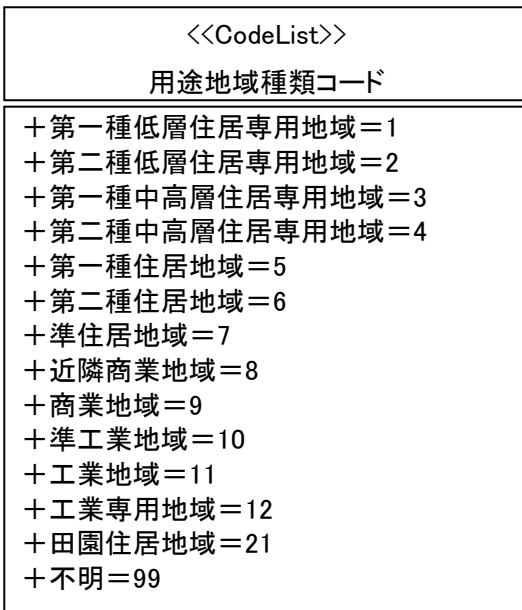 <<CodeList>>
用途地域種類コード
＋第一種低層住居専用地域＝1
＋第二種低層住居専用地域＝2
＋第一種中高層住居専用地域＝3
＋第二種中高層住居専用地域＝4
＋第一種住居地域＝5
＋第二種住居地域＝6
＋準住居地域＝7
＋近隣商業地域＝8
＋商業地域＝9
＋準工業地域＝10
＋工業地域＝11
＋工業専用地域＝12
＋田園住居地域＝21
＋不明＝99